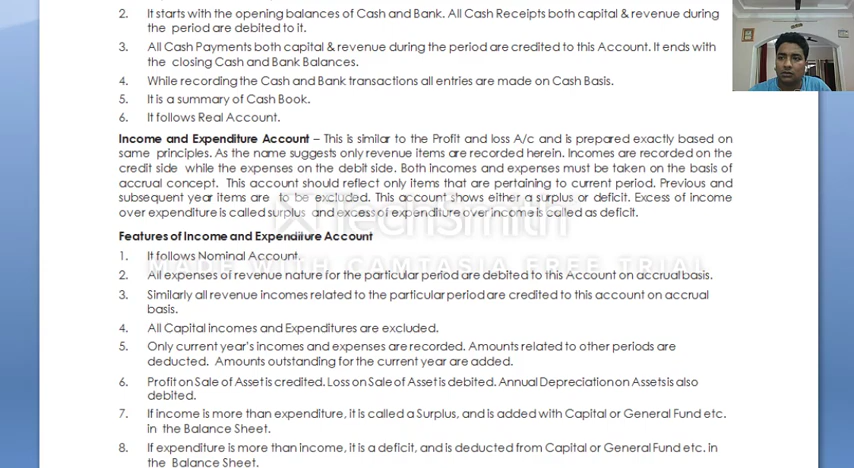 2. It starts with the opening balances of Cash and Bank. All Cash Receipts both capital & revenue during
the period are debited to it.
3. All Cash Payments both capital & revenue during the period are credited to this Account. It ends with
the closing Cash and Bank Balances.
4. While recording the Cash and Bank transactions all entries are made on Cash Basis.
5. It is a summary of Cash Book.
6. It follows Real Account.
Income and Expenditure Account – This is similar to the Profit and loss A/c and is prepared exactly based on
same principles. As the name suggests only revenue items are recorded herein. Incomes are recorded on the
credit side while the expenses on the debit side. Both incomes and expenses must be taken on the basis of
accrual concept. This account should reflect only items that are pertaining to current period. Previous and
subsequent year items are to be excluded. This account shows either a surplus or deficit. Excess of income
over expenditure is called surplus and excess of expenditure over income is called as deficit.
TechSmith
Features of Income and Expenditure Account
1. It follows Nominal Account.
MADE WITH CAMTASIA FREE TRIAL
2. All expenses of revenue nature for the particular period are debited to this Account on accrual basis.
3. Similarly all revenue incomes related to the particular period are credited to this account on accrual
basis.
4. All Capital incomes and Expenditures are excluded.
5. Only current year's incomes and expenses are recorded. Amounts related to other periods are
deducted. Amounts outstanding for the current year are added.
6. Profit on Sale of Asset is credited. Loss on Sale of Asset is debited. Annual Depreciation on Assets is also
debited.
7. If income is more than expenditure, it is called a Surplus, and is added with Capital or General Fund etc.
in the Balance Sheet.
8. If expenditure is more than income, it is a deficit, and is deducted from Capital or General Fund etc. in
the Balance Sheet.